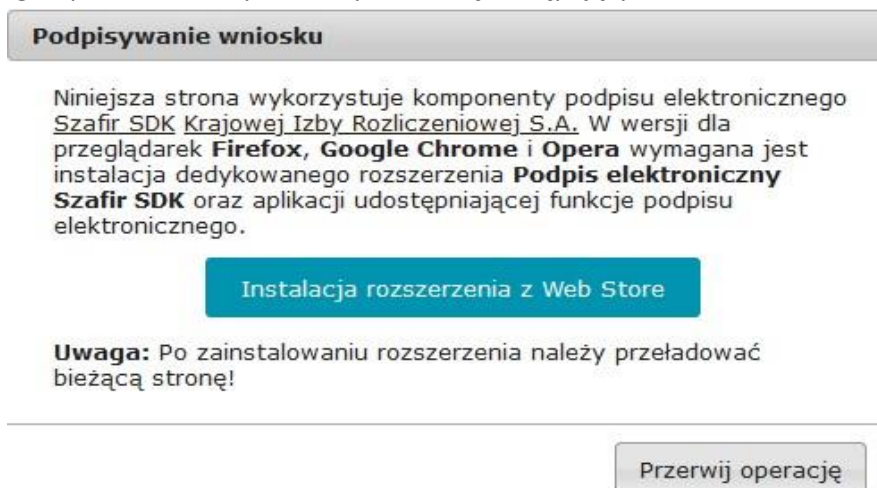 Podpisywanie wniosku
Niniejsza strona wykorzystuje komponenty podpisu elektronicznego
Szafir SDK Krajowej Izby Rozliczeniowej S.A. W wersji dla
przeglądarek Firefox, Google Chrome i Opera wymagana jest
instalacja dedykowanego rozszerzenia Podpis elektroniczny
Szafir SDK oraz aplikacji udostępniającej funkcje podpisu
elektronicznego.
Instalacja rozszerzenia z Web Store
Uwaga: Po zainstalowaniu rozszerzenia należy przeładować
bieżącą stronę!
Przerwij operację